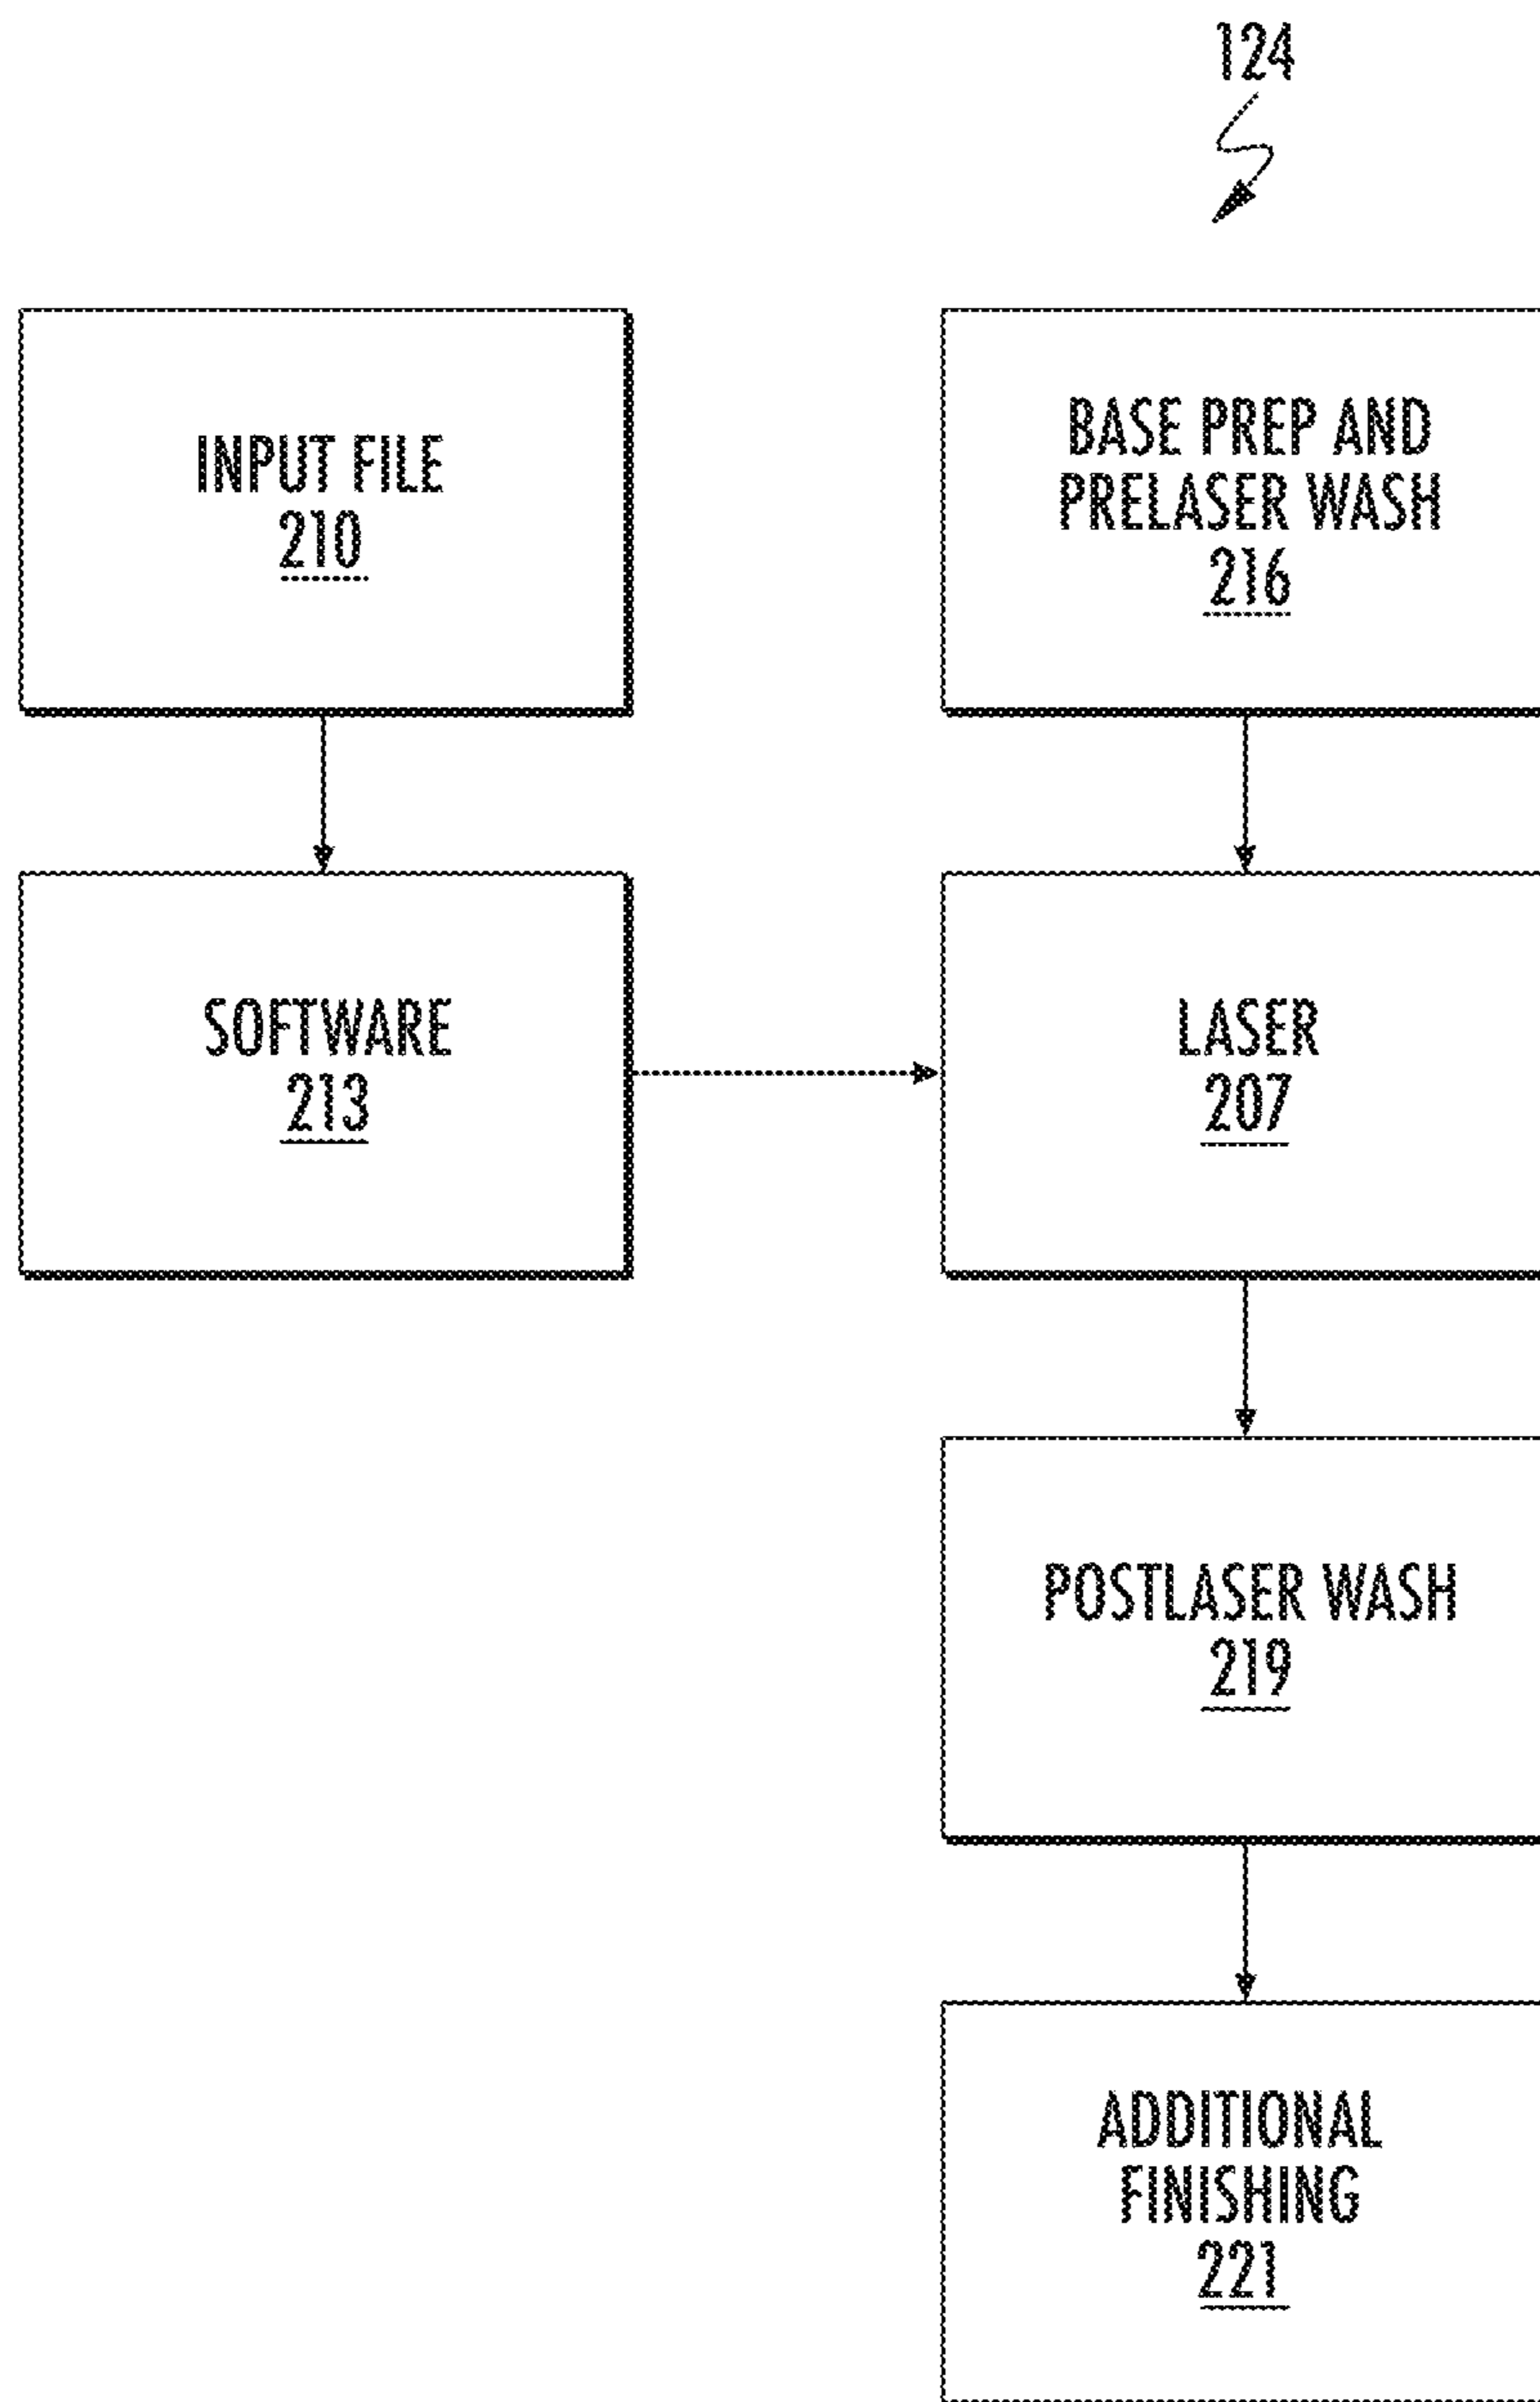 124
INPUT FILE
210
BASE PREP AND
PRELASER WASH
216
SOFTWARE
213
LASER
207
POSTLASER WASH
219
ADDITIONAL
FINISHING
221